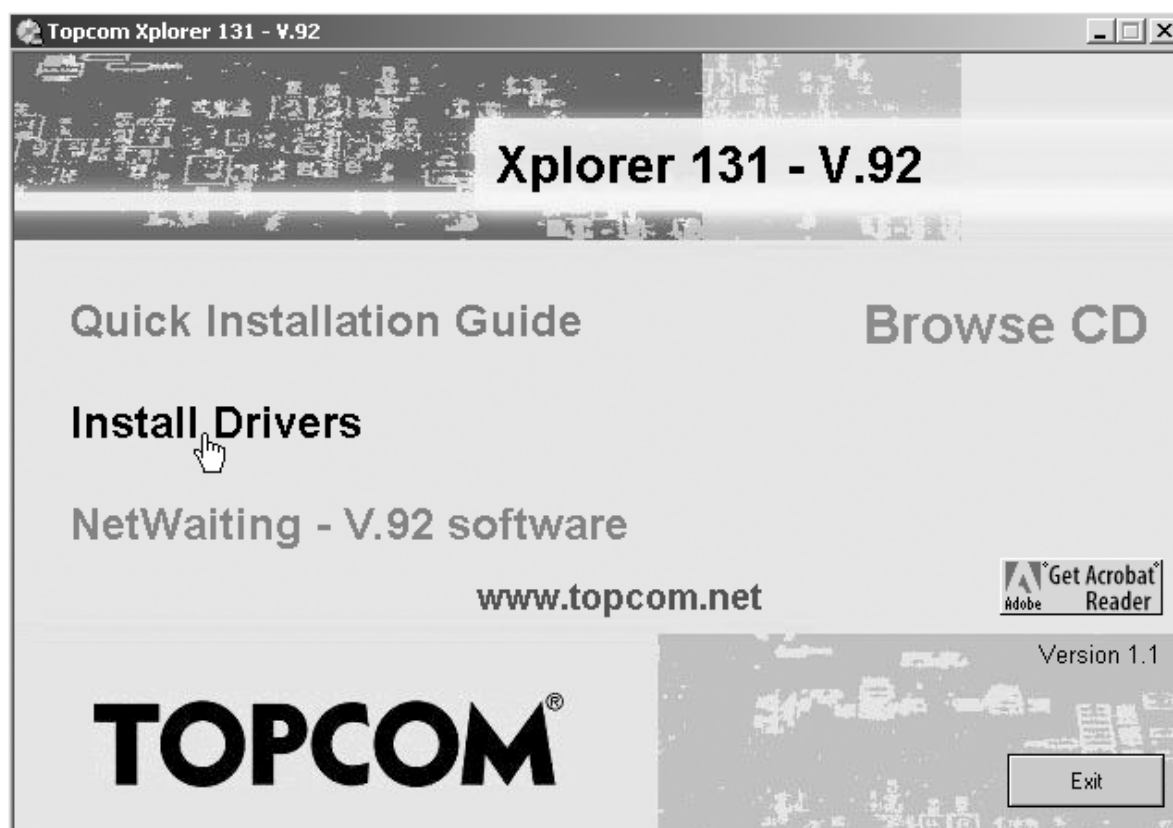 Topcom Xplorer 131 - V.92
Xplorer 131 - V.92
Quick Installation Guide
Browse CD
Install Drivers
NetWaiting - V.92 software
www.topcom.net
Get Acrobat®
Adobe Reader
Version 1.1
TOPCOM®
Exit